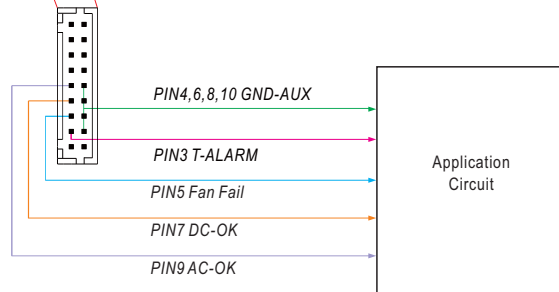 PIN4,6,8,10 GND-AUX
PIN3 T-ALARM
PIN5 Fan Fail
PIN7 DC-OK
PIN9 AC-OK
Application
Circuit